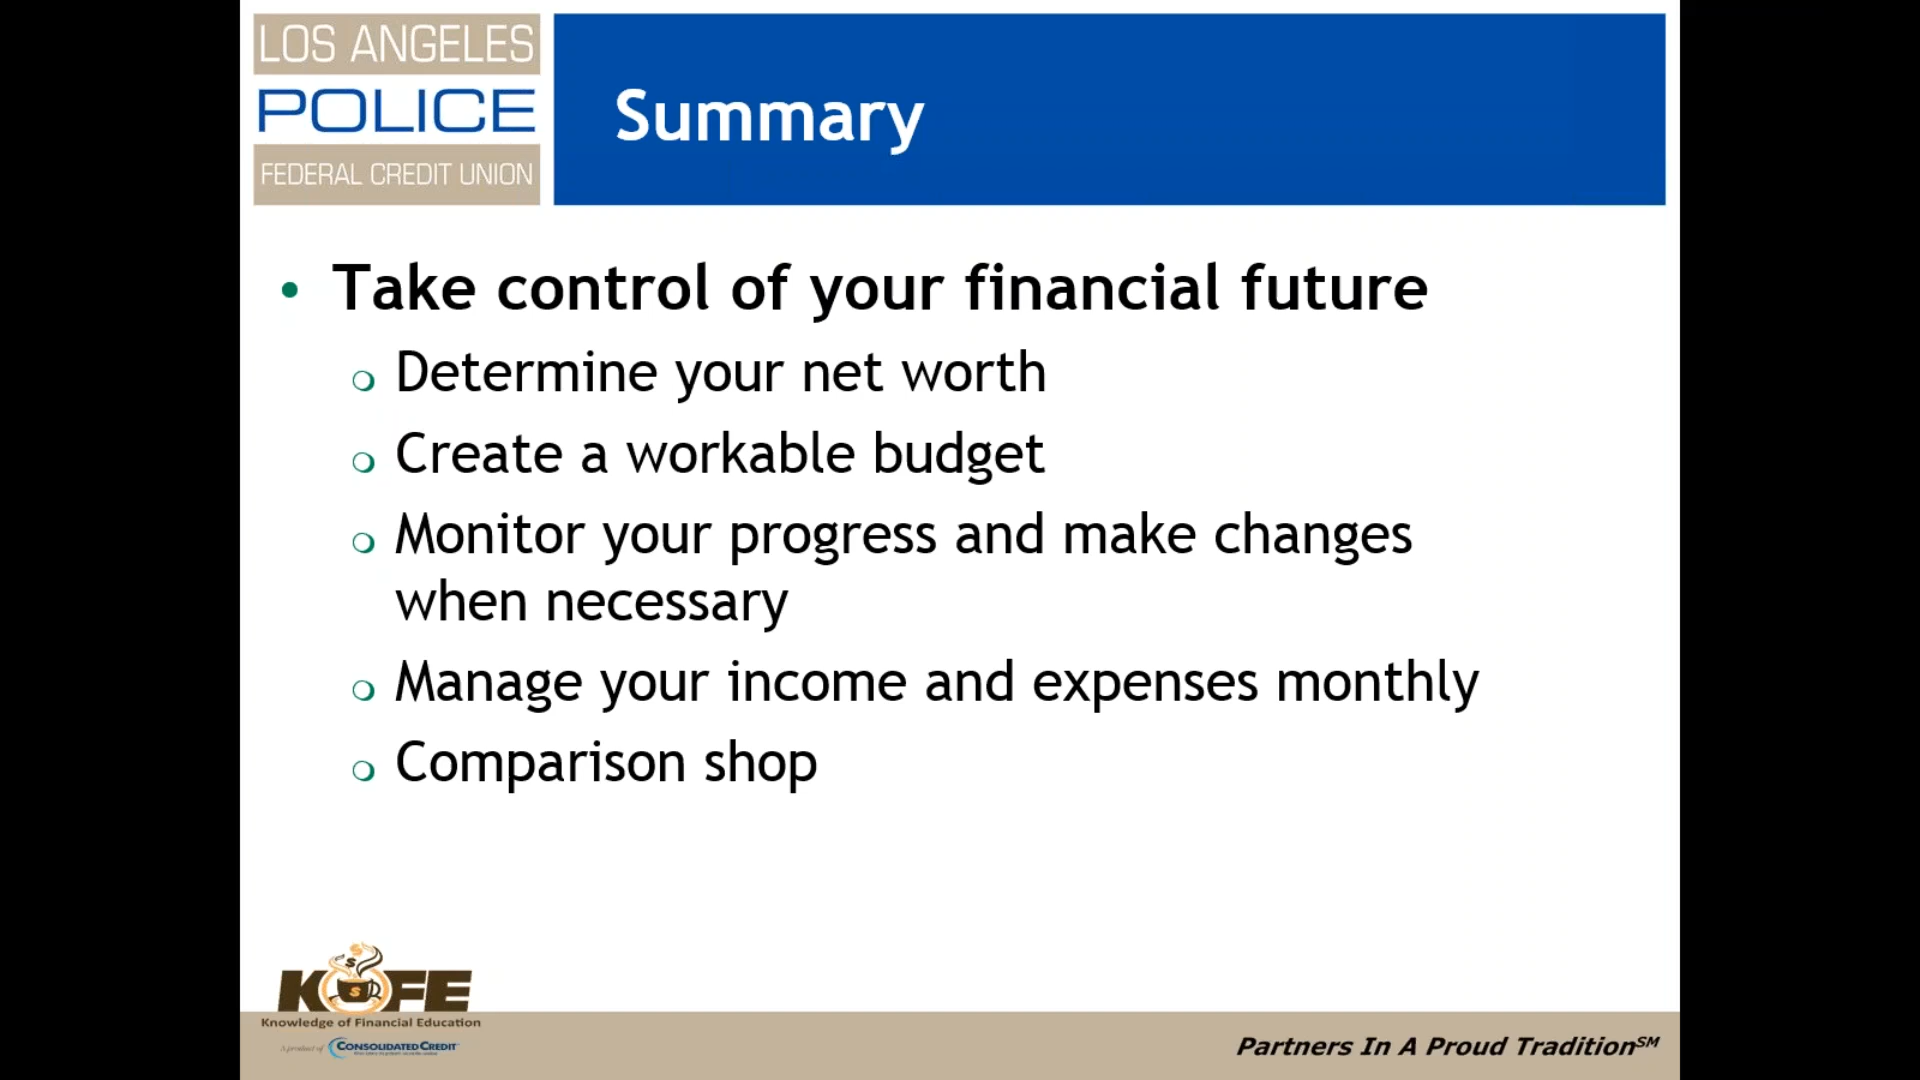 LOS ANGELES
POLICE
FEDERAL CREDIT UNION
Summary
• Take control of your financial future
Determine your net worth
Create a workable budget
Monitor your progress and make changes
when necessary
Manage your income and expenses monthly
Comparison shop
KOFE
Knowledge of Financial Education
A product of CONSOLIDATED CREDIT
Partners In A Proud Tradition℠